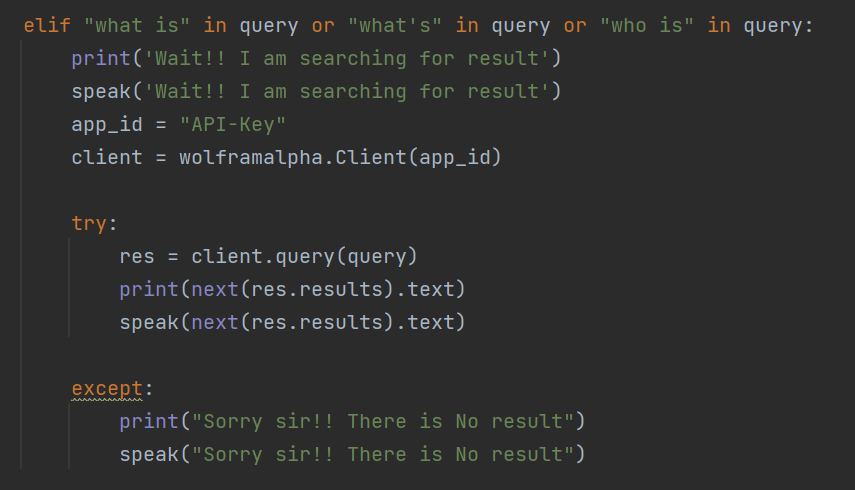 elif "what is" in query or "what's" in query or "who is" in query:
    print('Wait!! I am searching for result')
    speak('Wait!! I am searching for result')
    app_id = "API-Key"
    client = wolframalpha.Client(app_id)

    try:
        res = client.query(query)
        print(next(res.results).text)
        speak(next(res.results).text)

    except:
        print("Sorry sir!! There is No result")
        speak("Sorry sir!! There is No result")